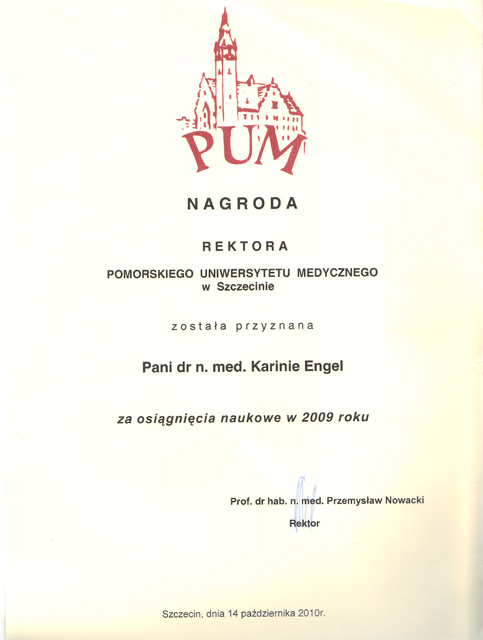 PUM
NAGRODA
REKTORA
POMORSKIEGO UNIWERSYTETU MEDYCZNEGO
w Szczecinie
została przyznana
Pani dr n. med. Karinie Engel
za osiągnięcia naukowe w 2009 roku
Prof. dr hab. n. med. Przemysław Nowacki
Rektor
Szczecin, dnia 14 października 2010r.